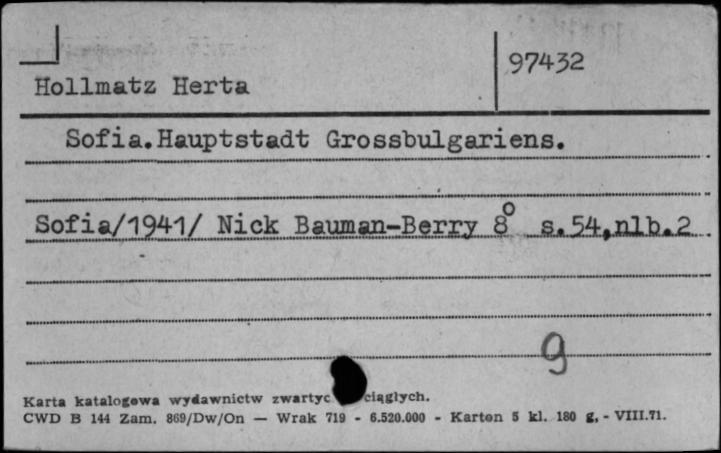 97432
Hollmatz Herta
Sofia.Hauptstadt Grossbulgariens.
Sofia/1941/ Nick Bauman-Berry 8° s.54,nlb.2
9
Karta katalogowa wydawnictw zwartyc ciągłych.
CWD B 144 Zam. 869/Dw/On — Wrak 719 - 6.520.000 - Karton 5 kl. 180 g. - VIII.71.